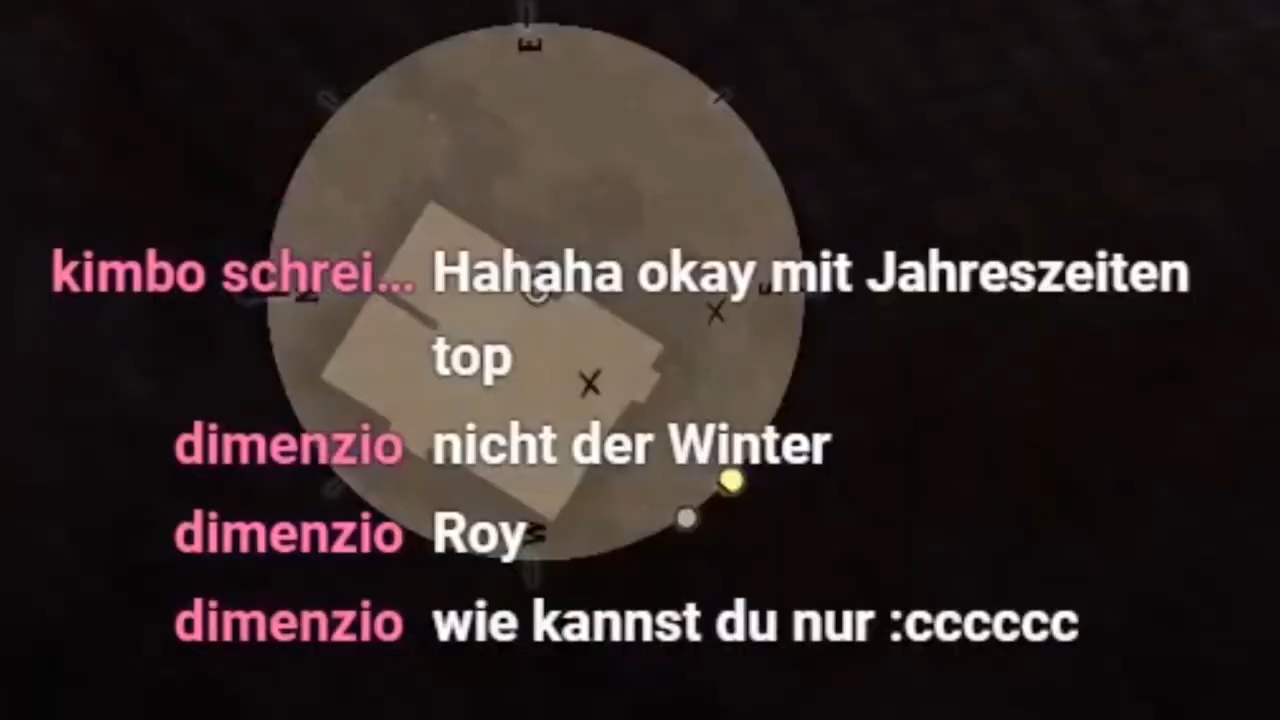 E
kimbo schrei... Hahaha okay mit Jahreszeiten
top
N
S
X
X
dimenzio nicht der Winter
dimenzio Roy
W
dimenzio wie kannst du nur :cccccc